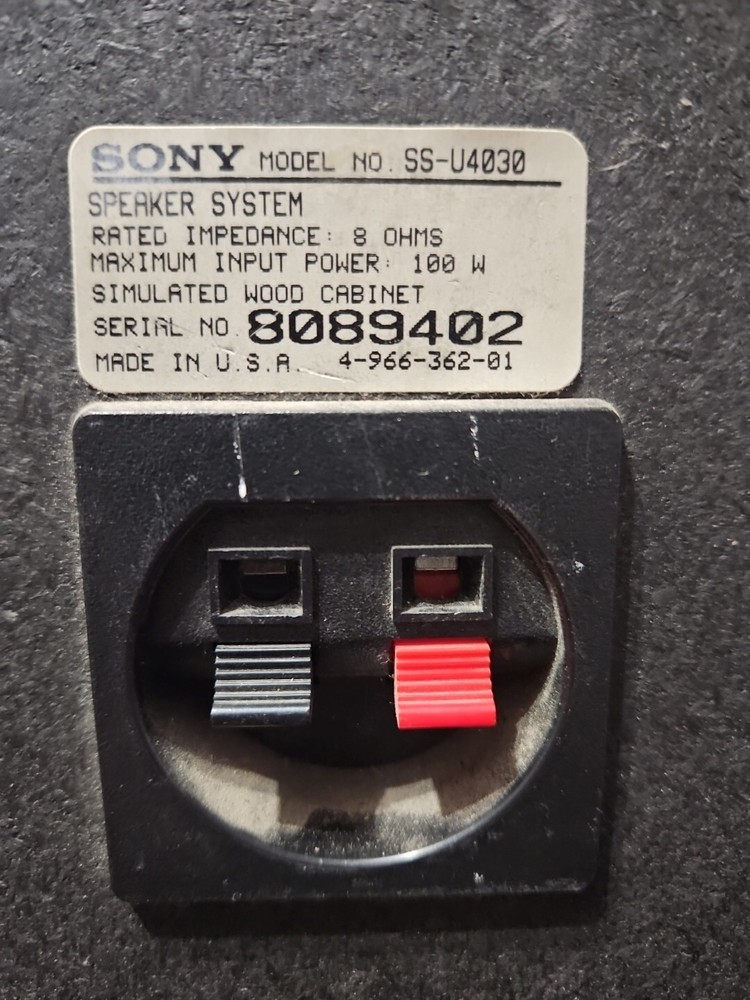 SONY MODEL NO. SS-U4030
SPEAKER SYSTEM
RATED IMPEDANCE: 8 OHMS
MAXIMUM INPUT POWER: 100 W
SIMULATED WOOD CABINET
SERIAL NO. 8089402
MADE IN U.S.A. 4-966-362-01